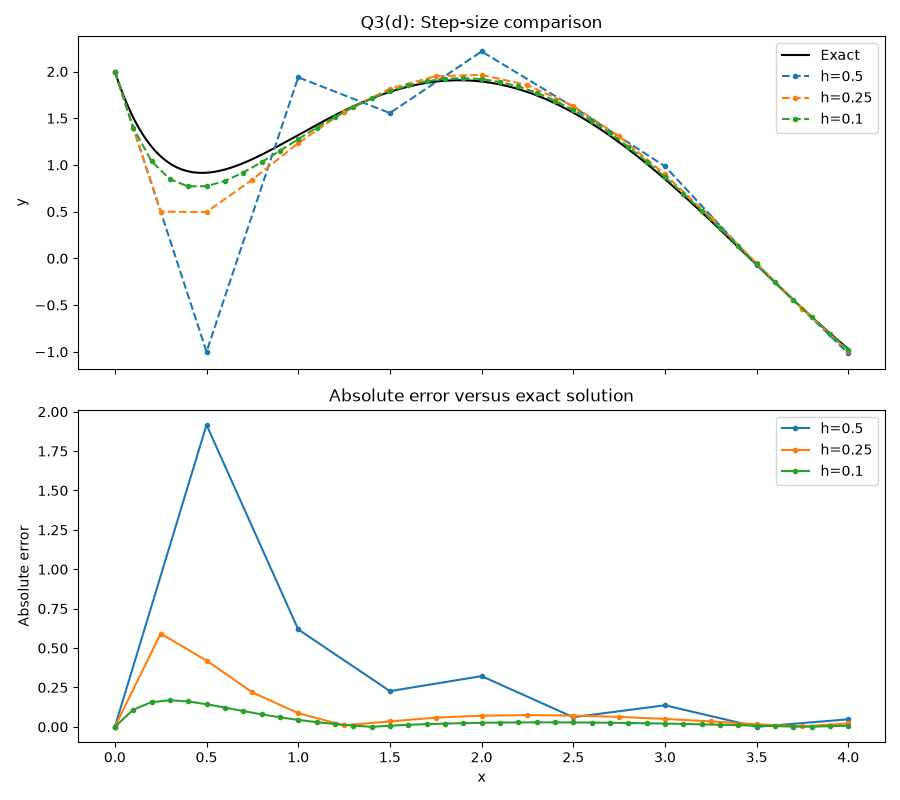 Q3(d): Step-size comparison
Exact
h=0.5
h=0.25
h=0.1
2.0
1.5
1.0
0.5
0.0
−0.5
−1.0
y
Absolute error versus exact solution
h=0.5
h=0.25
h=0.1
2.00
1.75
1.50
1.25
1.00
0.75
0.50
0.25
0.00
Absolute error
0.0 0.5 1.0 1.5 2.0 2.5 3.0 3.5 4.0
x